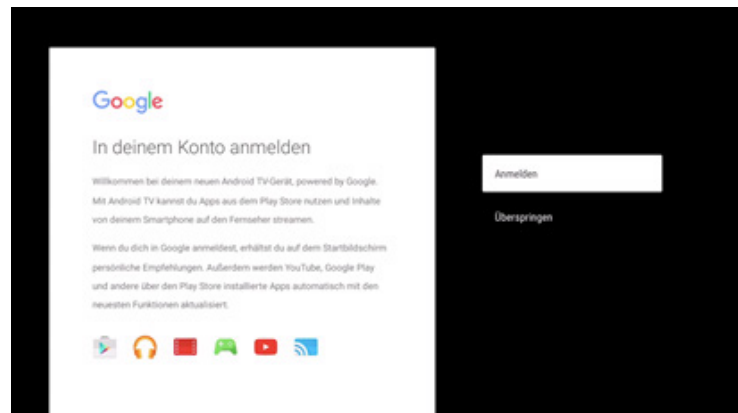 Google
In deinem Konto anmelden
Willkommen bei deinem neuen Android TV-Gerät, powered by Google.
Mit Android TV kannst du Apps aus dem Play Store nutzen und Inhalte
von deinem Smartphone auf den Fernseher streamen.
Wenn du dich in Google anmeldest, erhältst du auf dem Startbildschirm
persönliche Empfehlungen. Außerdem werden YouTube, Google Play
und andere über den Play Store installierte Apps automatisch mit den
neuesten Funktionen aktualisiert.
Anmelden
Überspringen